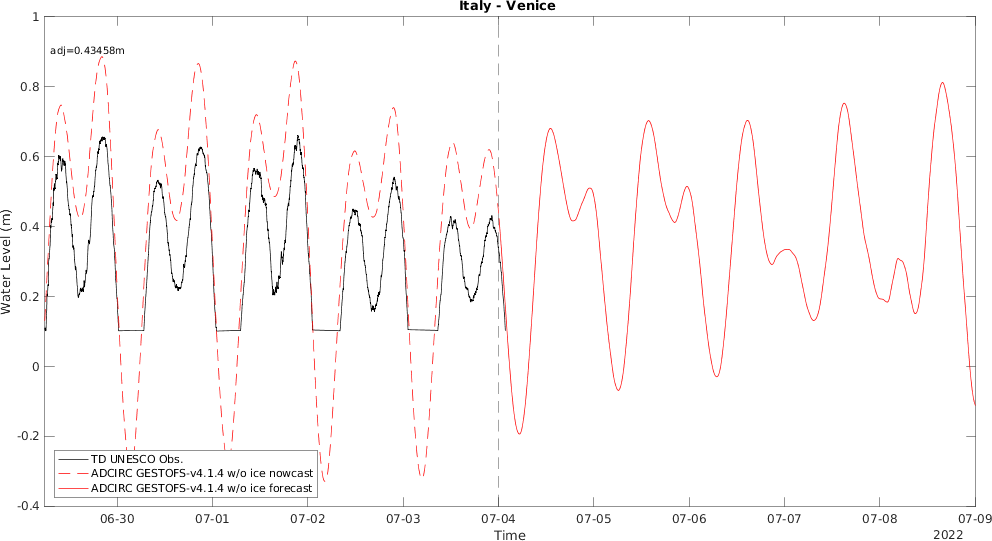 Italy - Venice
adj=0.43458m
Water Level (m)
1
0.8
0.6
0.4
0.2
0
-0.2
-0.4
TD UNESCO Obs.
ADCIRC GESTOFS-v4.1.4 w/o ice nowcast
ADCIRC GESTOFS-v4.1.4 w/o ice forecast
06-30 07-01 07-02 07-03 07-04 07-05 07-06 07-07 07-08 07-09
Time
2022